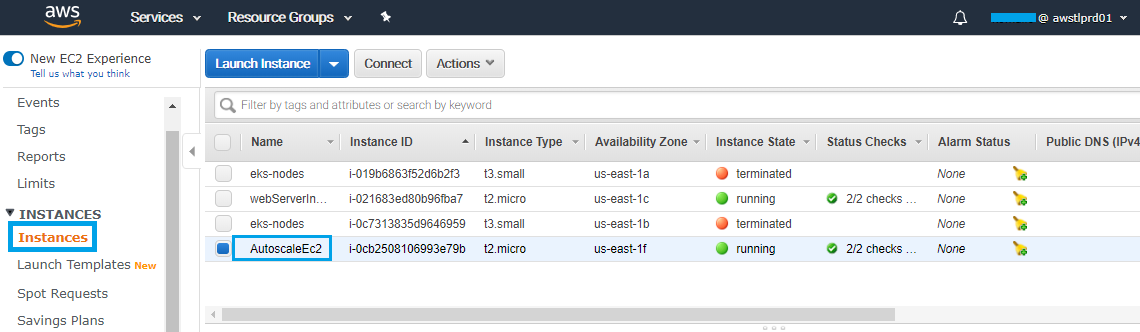 aws Services Resource Groups @ awstlprd01
New EC2 Experience
Tell us what you think
Events
Tags
Reports
Limits
INSTANCES
Instances
Launch Templates New
Spot Requests
Savings Plans
Launch Instance Connect Actions
Filter by tags and attributes or search by keyword
Name Instance ID Instance Type Availability Zone Instance State Status Checks Alarm Status Public DNS (IPv4
eks-nodes i-019b6863f52d6b2f3 t3.small us-east-1a terminated None
webServerIn... i-021683ed80b96fba7 t2.micro us-east-1c running 2/2 checks ... None
eks-nodes i-0c7313835d9646959 t3.small us-east-1b terminated None
AutoscaleEc2 i-0cb2508106993e79b t2.micro us-east-1f running 2/2 checks ... None